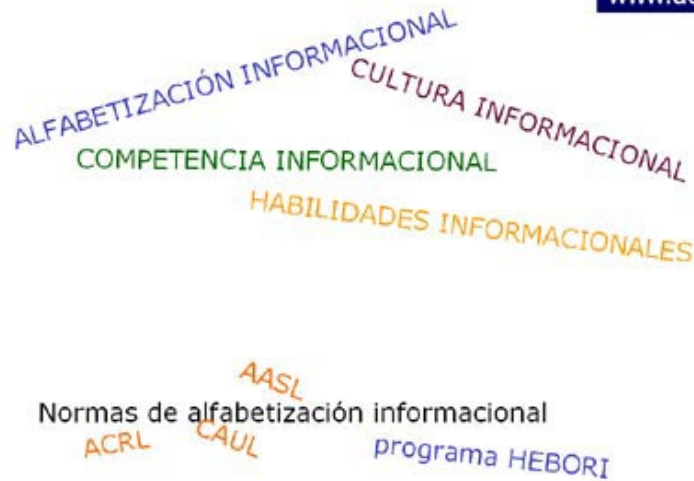 ALFABETIZACIÓN INFORMACIONAL
CULTURA INFORMACIONAL
COMPETENCIA INFORMACIONAL
HABILIDADES INFORMACIONALES
AASL
Normas de alfabetización informacional
ACRL
CAUL
programa HEBORI